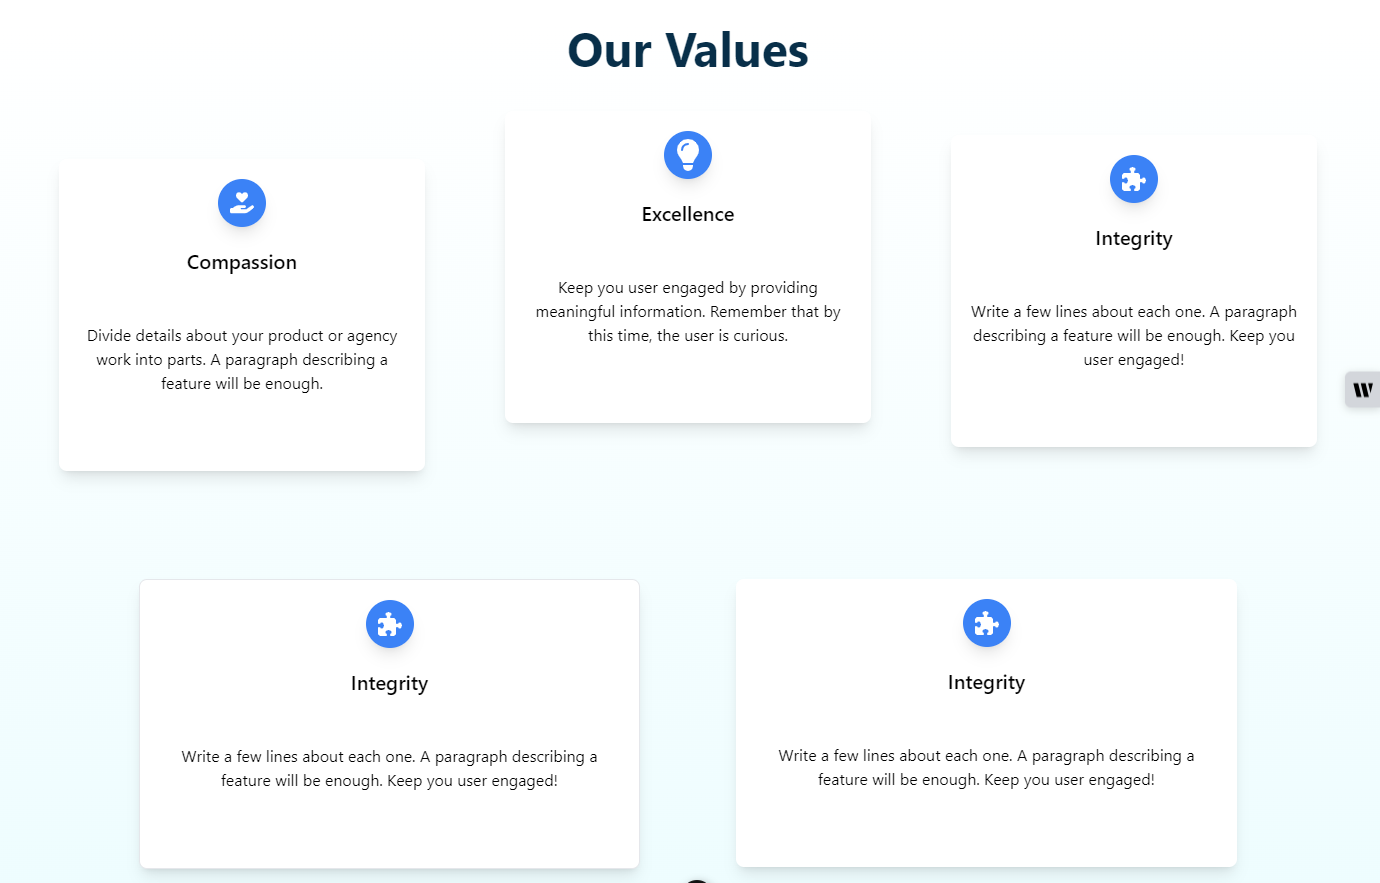 Our Values
Compassion
Divide details about your product or agency
work into parts. A paragraph describing a
feature will be enough.
Excellence
Keep you user engaged by providing
meaningful information. Remember that by
this time, the user is curious.
Integrity
Write a few lines about each one. A paragraph
describing a feature will be enough. Keep you
user engaged!
W
Integrity
Write a few lines about each one. A paragraph describing a
feature will be enough. Keep you user engaged!
Integrity
Write a few lines about each one. A paragraph describing a
feature will be enough. Keep you user engaged!